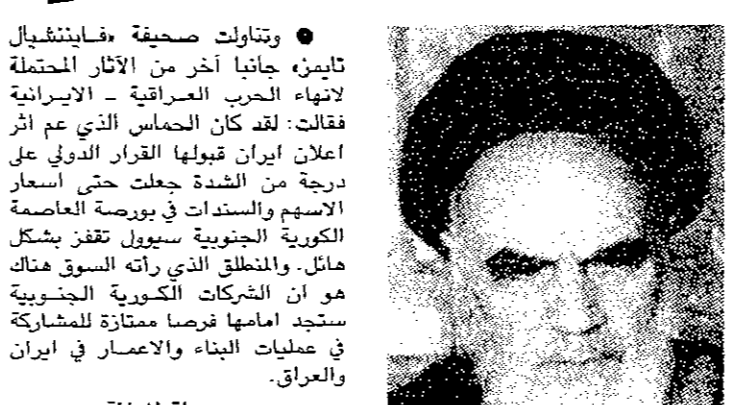 ● وتناولت صحيفة «فايننشيال
تايمز» جانبا آخر من الآثار المحتملة
لانهاء الحرب العراقية ـ الايرانية
فقالت: لقد كان الحماس الذي عم اثر
اعلان ايران قبولها القرار الدولي على
درجة من الشدة جعلت حتى اسعار
الاسهم والسندات في بورصة العاصمة
الكورية الجنوبية سيوول تقفز بشكل
هائل. والمنطلق الذي رأته السوق هناك
هو ان الشركات الكورية الجنوبية
ستجد امامها فرصا ممتازة للمشاركة
في عمليات البناء والاعمار في ايران
والعراق.